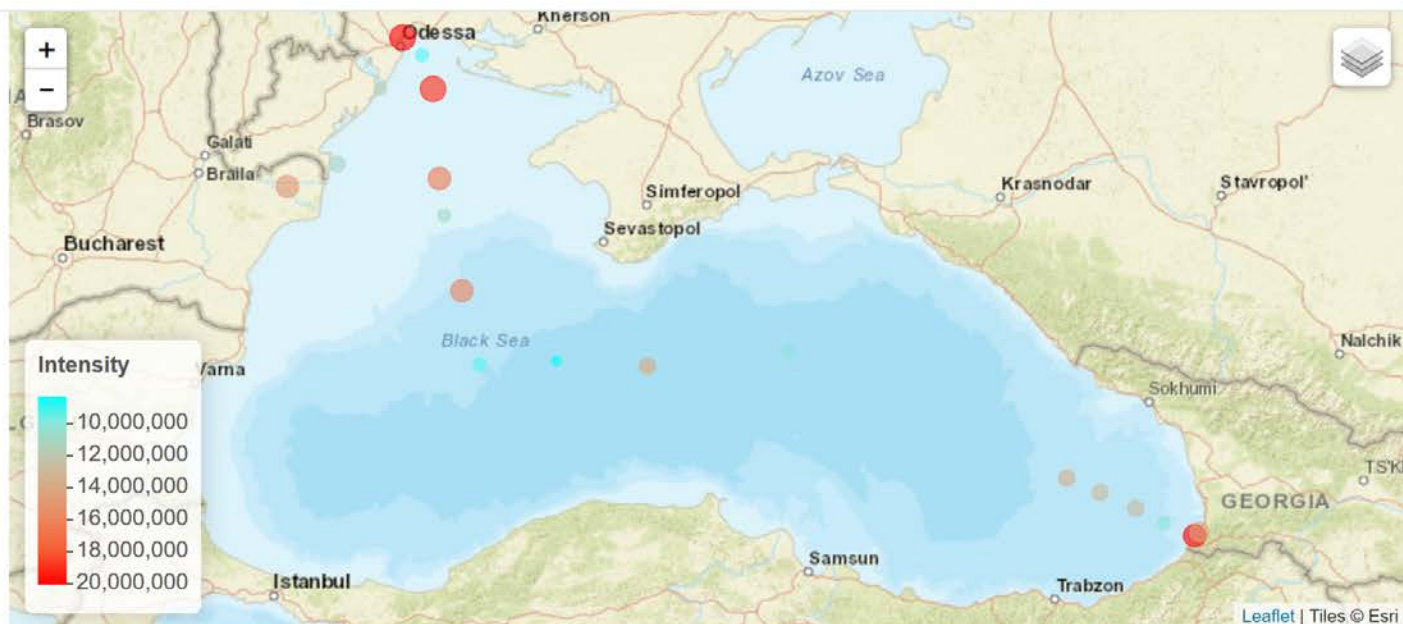 +
−
Odessa
Kherson
Azov Sea
Brasov
Galati
Braila
Krasnodar
Stavropol'
Simferopol
Sevastopol
Bucharest
Black Sea
Nalchik
Varna
Sokhumi
Intensity
10,000,000
12,000,000
14,000,000
16,000,000
18,000,000
20,000,000
GEORGIA
Samsun
Istanbul
Trabzon
Leaflet | Tiles © Esri